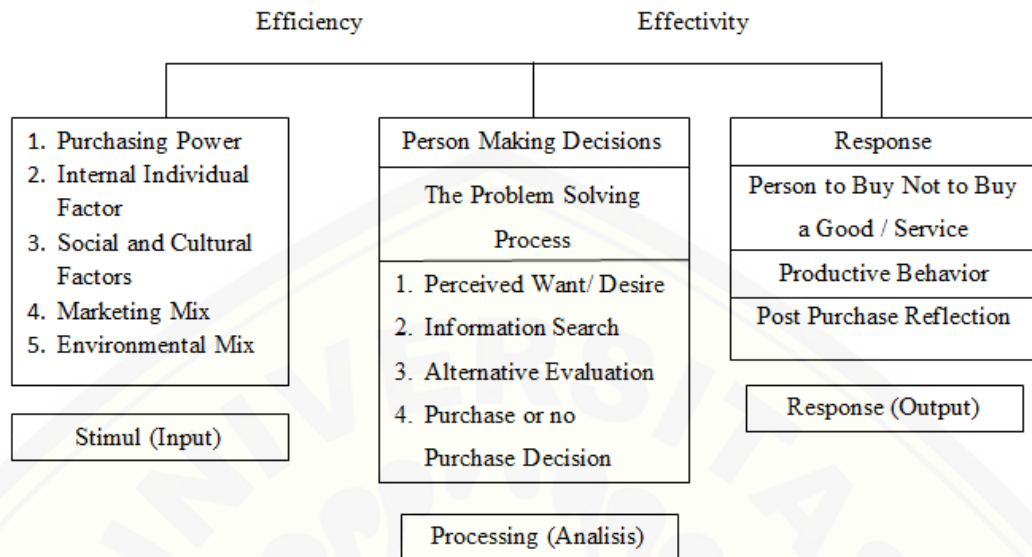 Efficiency
Effectivity
1. Purchasing Power
2. Internal Individual
Factor
3. Social and Cultural
Factors
4. Marketing Mix
5. Environmental Mix
Stimul (Input)
Person Making Decisions
The Problem Solving
Process
1. Perceived Want/ Desire
2. Information Search
3. Alternative Evaluation
4. Purchase or no
Purchase Decision
Processing (Analisis)
Response
Person to Buy Not to Buy
a Good / Service
Productive Behavior
Post Purchase Reflection
Response (Output)
UNIVERSITA